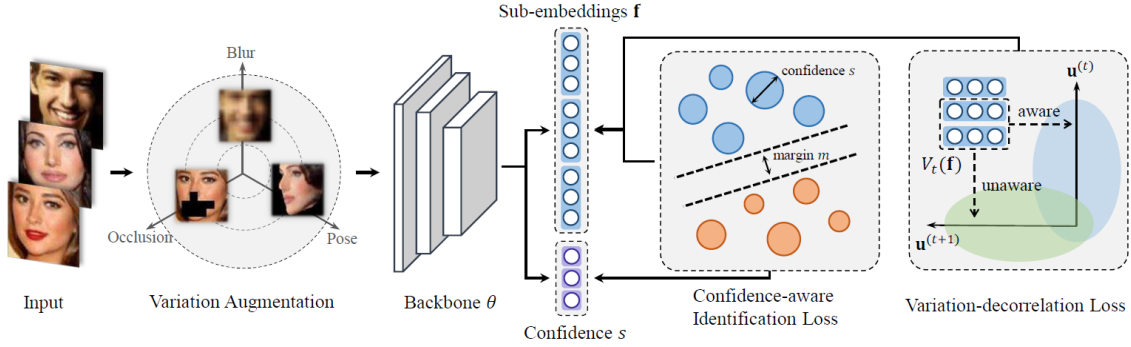 Sub-embeddings f
Blur
Occlusion
Pose
confidence s
margin m
u^(t)
aware
V_t(f)
unaware
u^(t+1)
Input
Variation Augmentation
Backbone θ
Confidence s
Confidence-aware
Identification Loss
Variation-decorrelation Loss